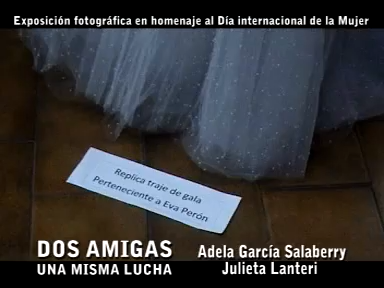 Exposición fotográfica en homenaje al Día internacional de la Mujer
Replica traje de gala
Perteneciente a Eva Perón
DOS AMIGAS
UNA MISMA LUCHA
Adela García Salaberry
Julieta Lanteri